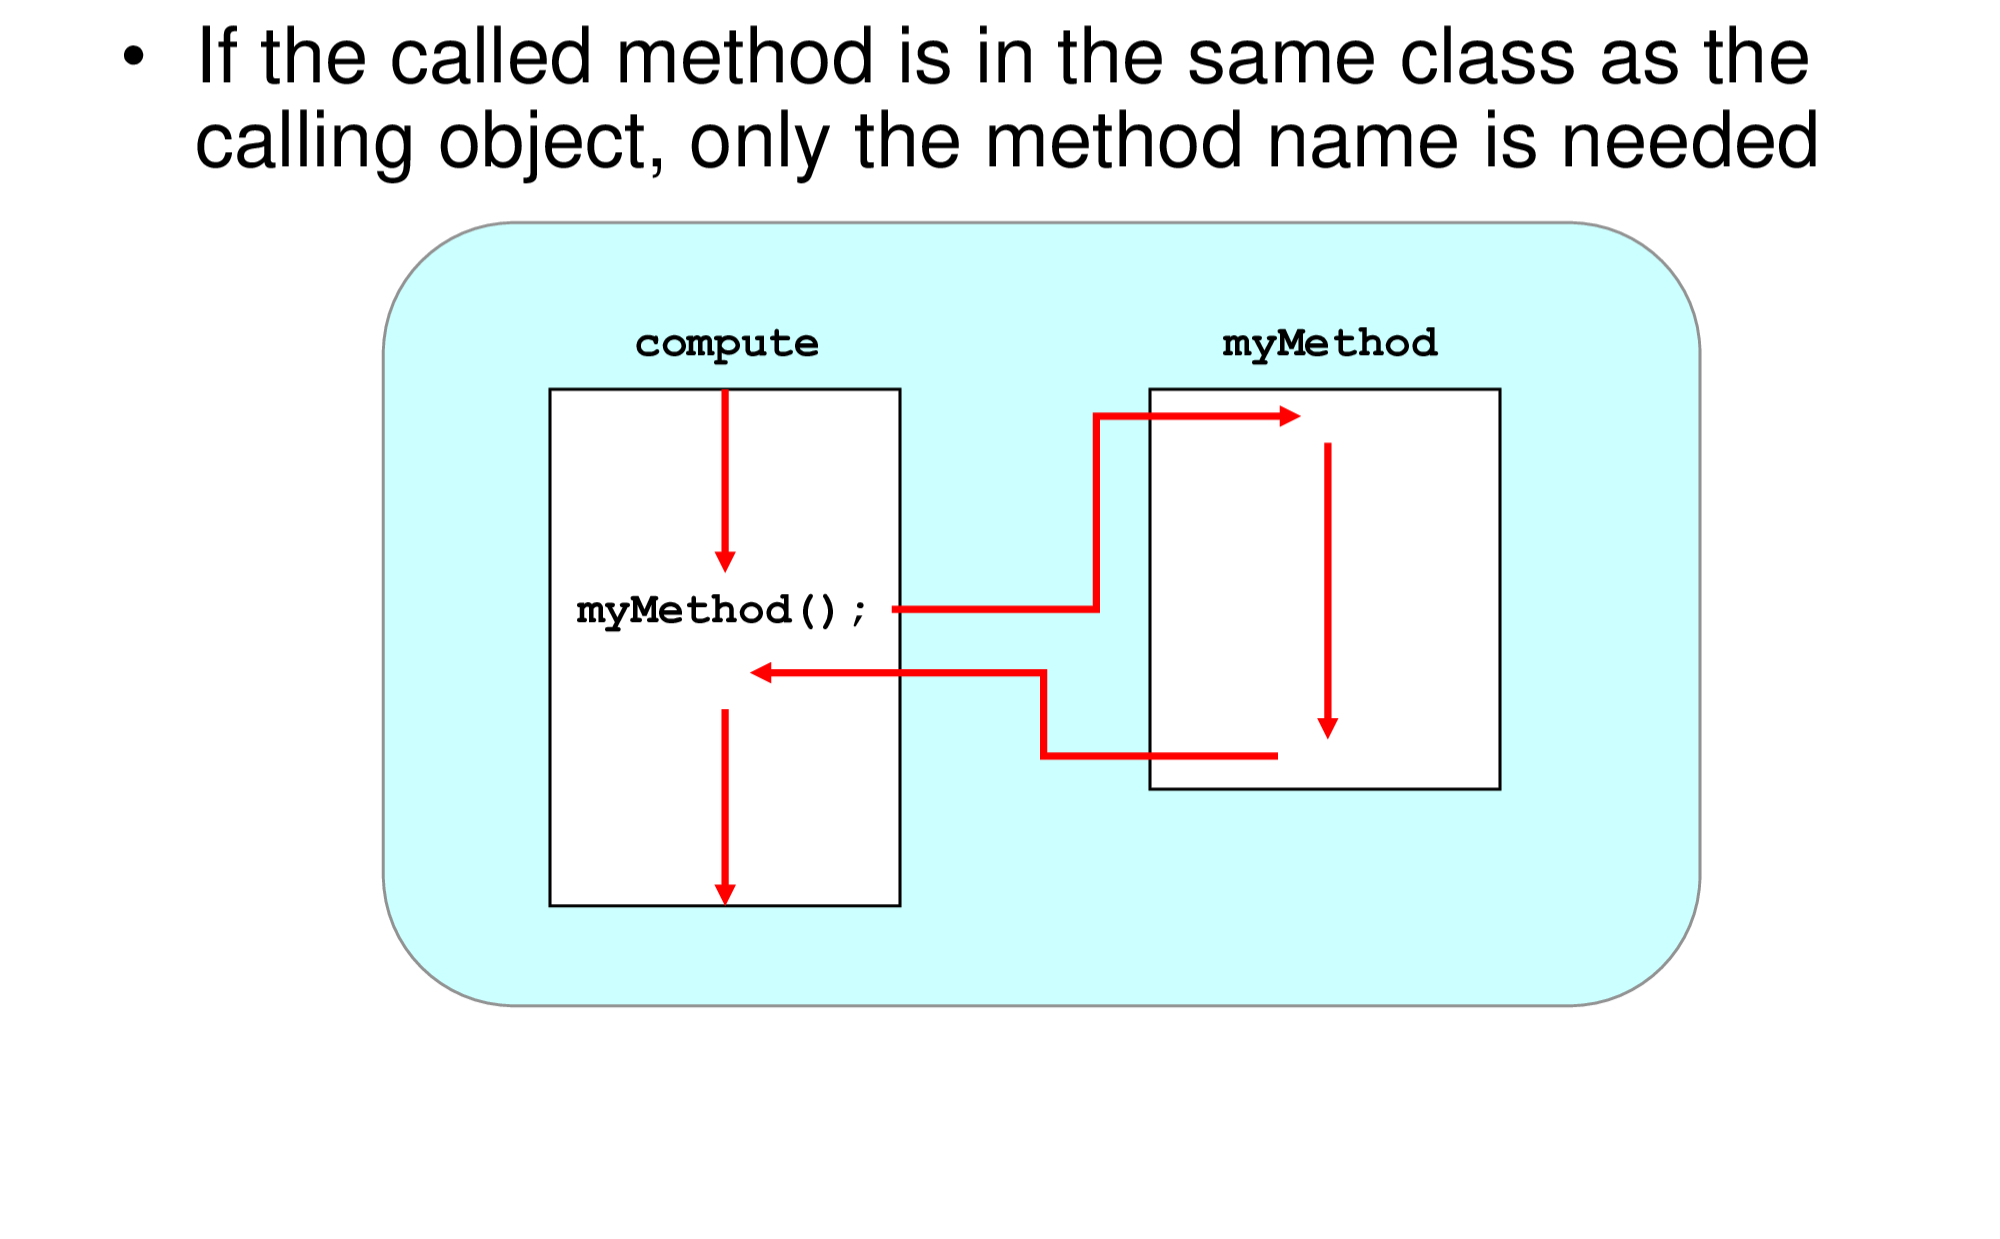 • If the called method is in the same class as the
calling object, only the method name is needed
compute
myMethod
myMethod();